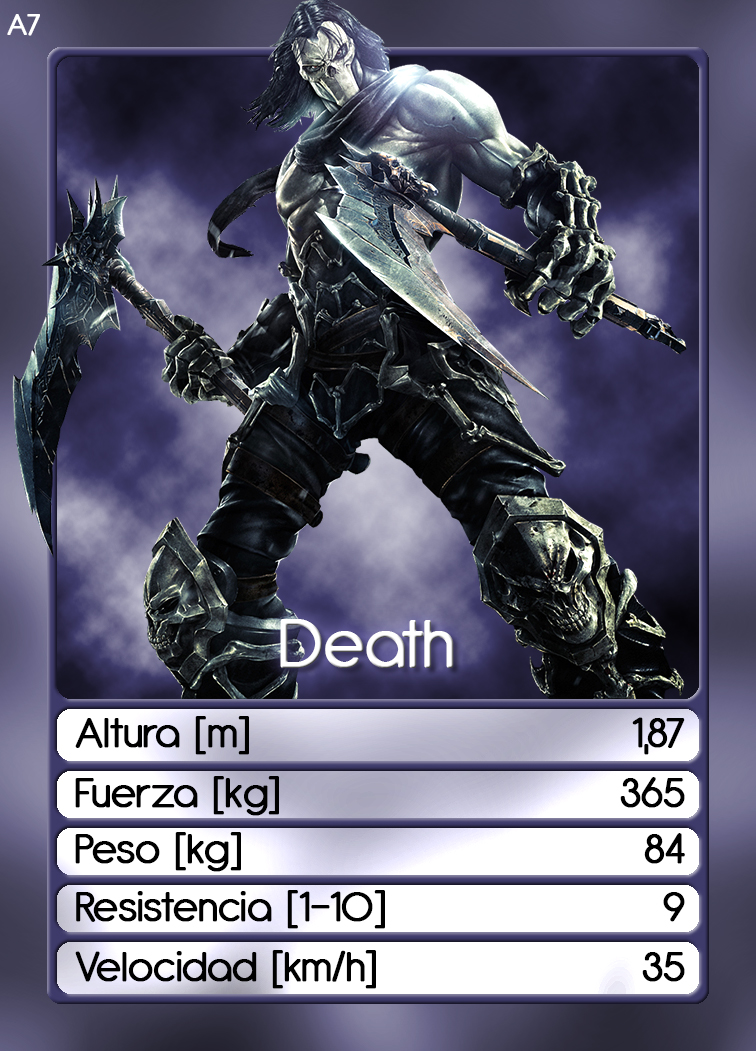 A7
Death
Altura [m] 1,87
Fuerza [kg] 365
Peso [kg] 84
Resistencia [1-10] 9
Velocidad [km/h] 35